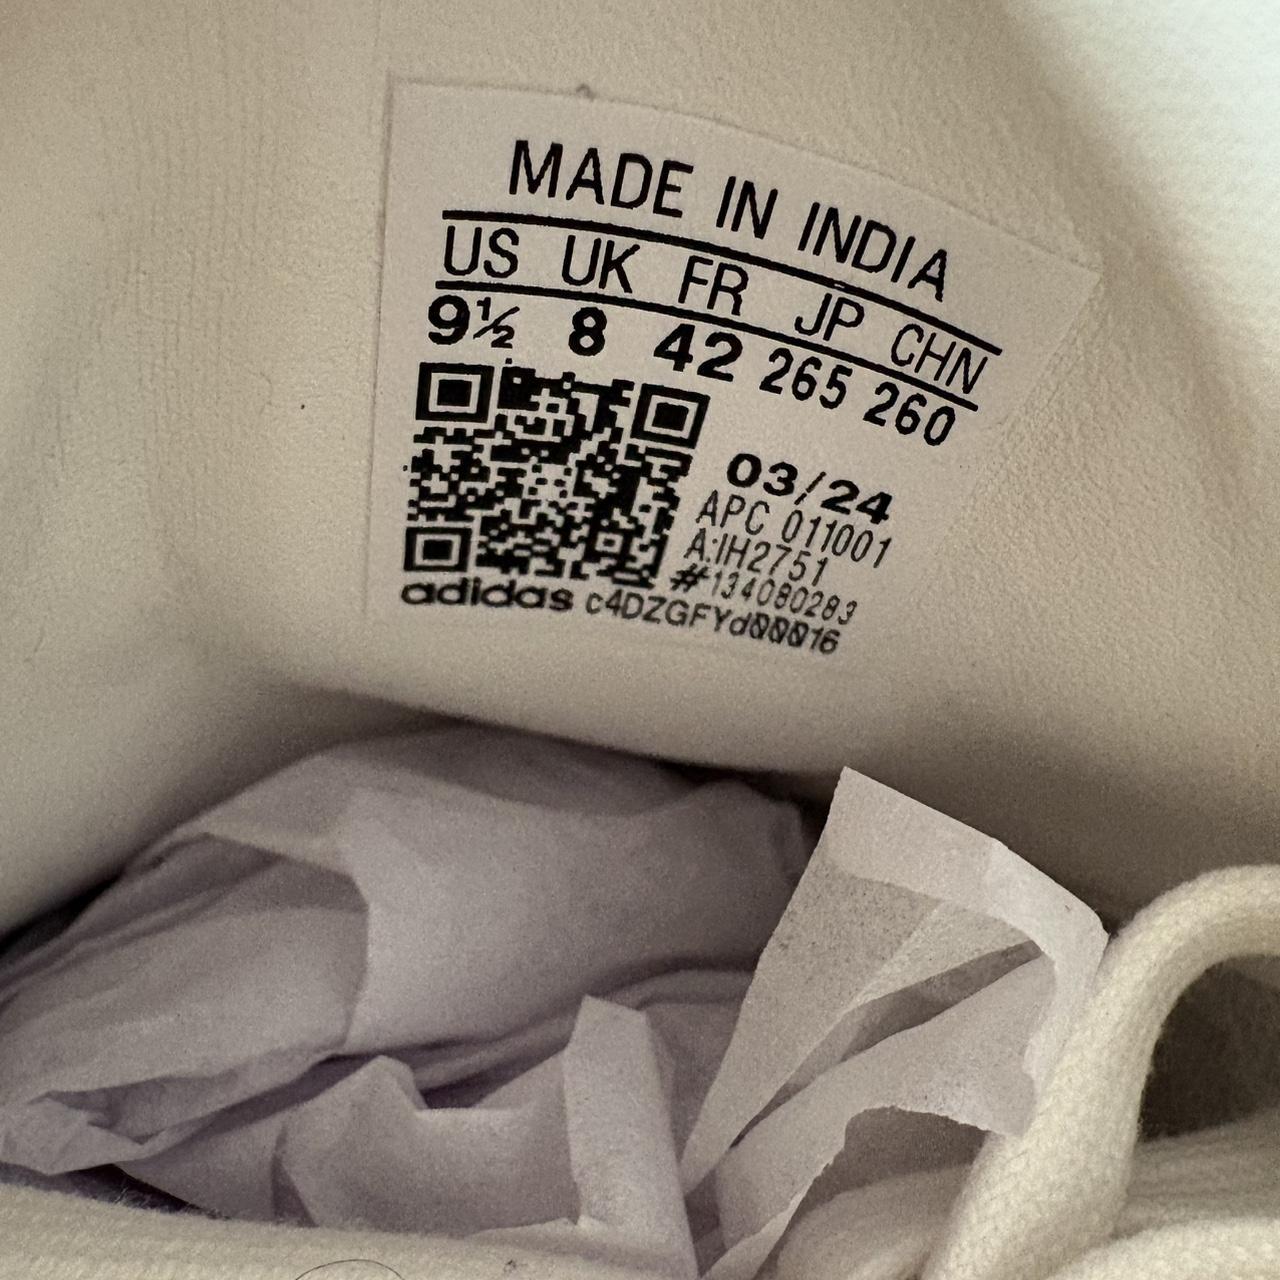 MADE IN INDIA
US UK FR JP CHN
9½ 8 42 265 260
03/24
APC 011001
A:IH2751
#134080283
adidas c4DZGFYd00016